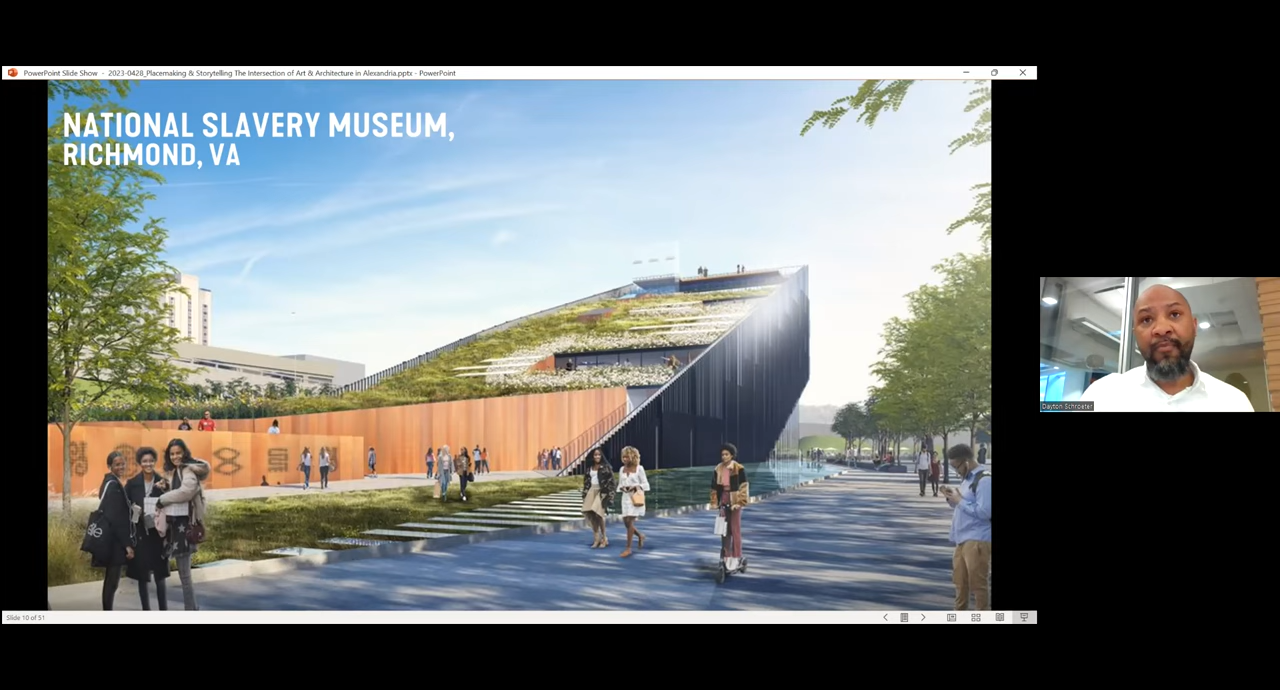 PowerPoint Slide Show - 2023-0428_Placemaking & Storytelling The Intersection of Art & Architecture in Alexandria.pptx - PowerPoint
NATIONAL SLAVERY MUSEUM,
RICHMOND, VA
Dayton Schroeter
Slide 10 of 51